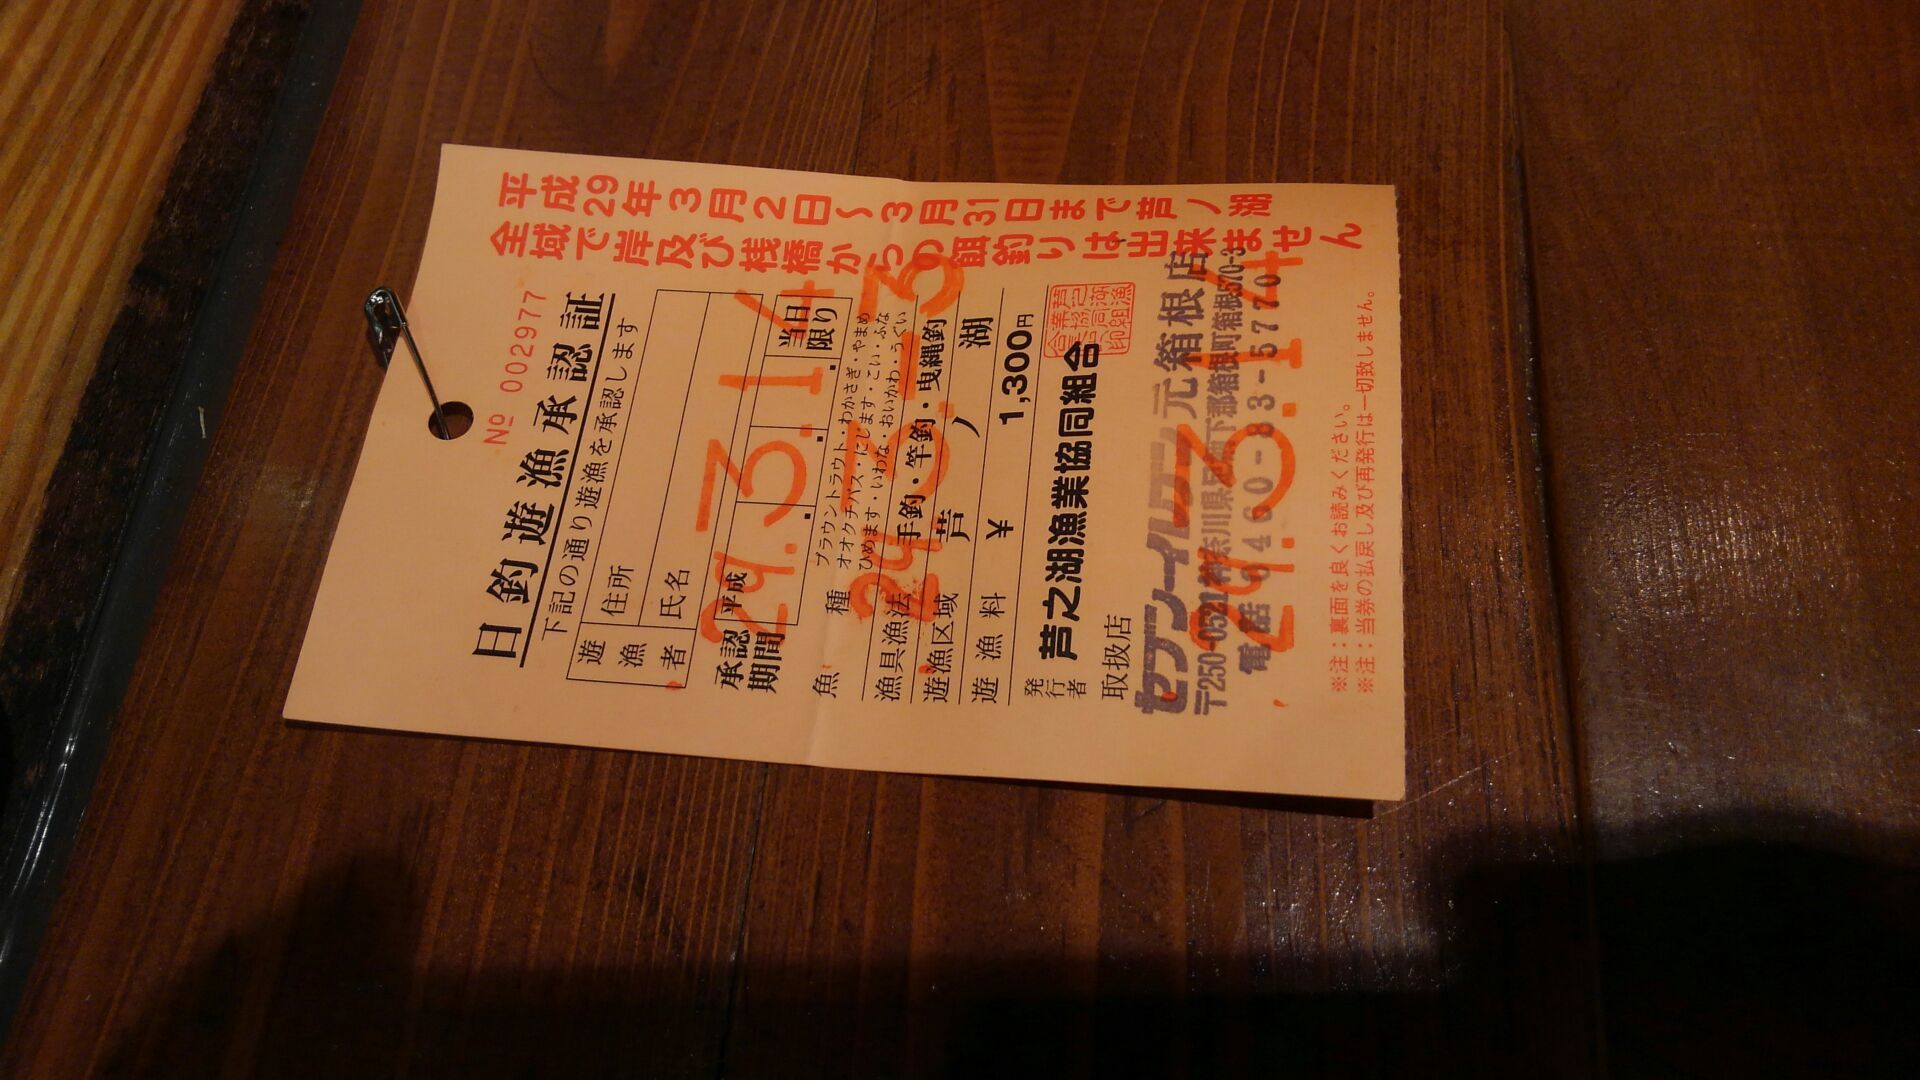 平成29年3月2日～3月31日まで芦ノ湖
全域で岸及び桟橋からの餌釣りは出来ません
№ 002977
日釣遊漁承認証
下記の通り遊漁を承認します
遊漁者
住所
氏名
承認期間
平成
当日限り
29.3.14
魚種
ブラウントラウト・わかさぎ・やまめ
オオクチバス・にじます・こい・ふな
ひめます・いわな・おいかわ・うぐい
漁具漁法 手釣・竿釣・曳縄釣
遊漁区域 芦ノ湖
遊漁料 ￥1,300円
発行者 芦之湖漁業協同組合
取扱店
セブン-イレブン元箱根店
〒250-0521神奈川県足柄下郡箱根町箱根570-3
電話 0460-83-5770
29.3.14
※注：裏面を良くお読みください。
※注：当券の払戻し及び再発行は一切致しません。